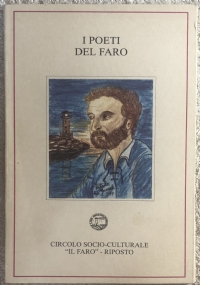 I POETI
DEL FARO
CIRCOLO SOCIO-CULTURALE
"IL FARO" - RIPOSTO